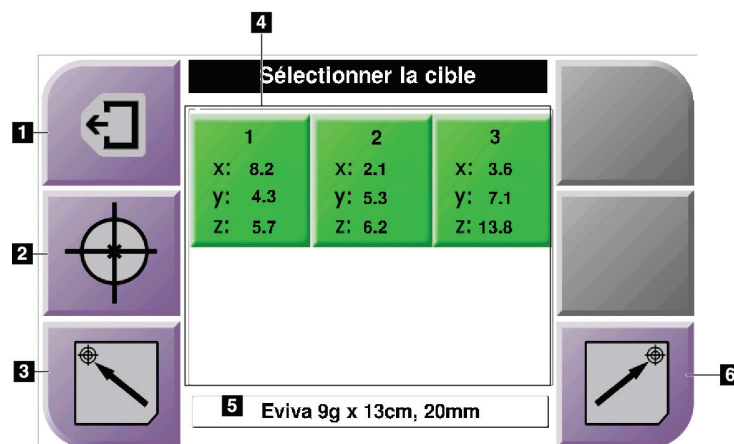 4
Sélectionner la cible
1
2
3
x: 8.2
x: 2.1
x: 3.6
y: 4.3
y: 5.3
y: 7.1
z: 5.7
z: 6.2
z: 13.8
1
2
3
5 Eviva 9g x 13cm, 20mm
6